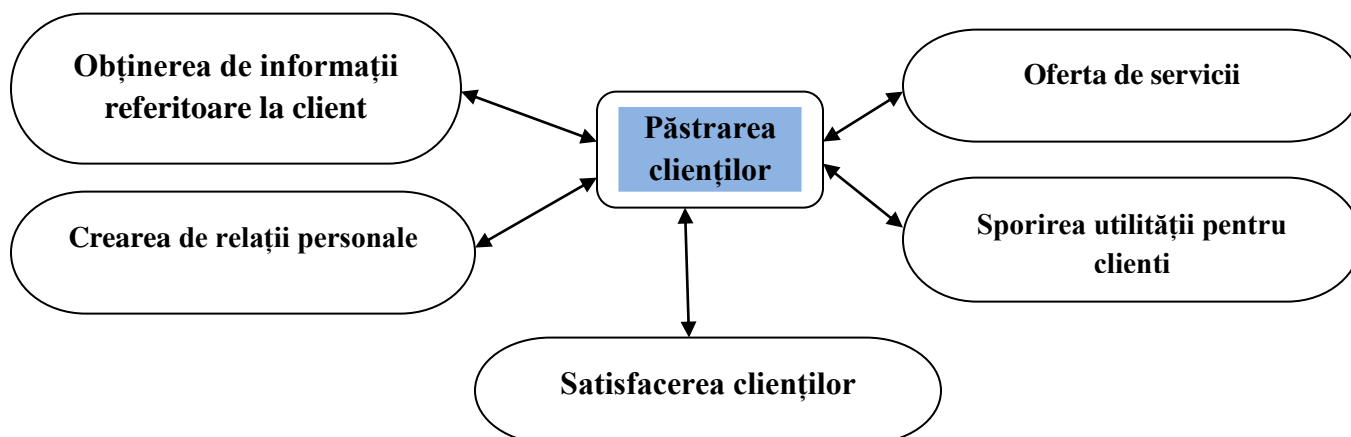 Obținerea de informații
referitoare la client
Oferta de servicii
Păstrarea
clienților
Crearea de relații personale
Sporirea utilității pentru
clienti
Satisfacerea clienților